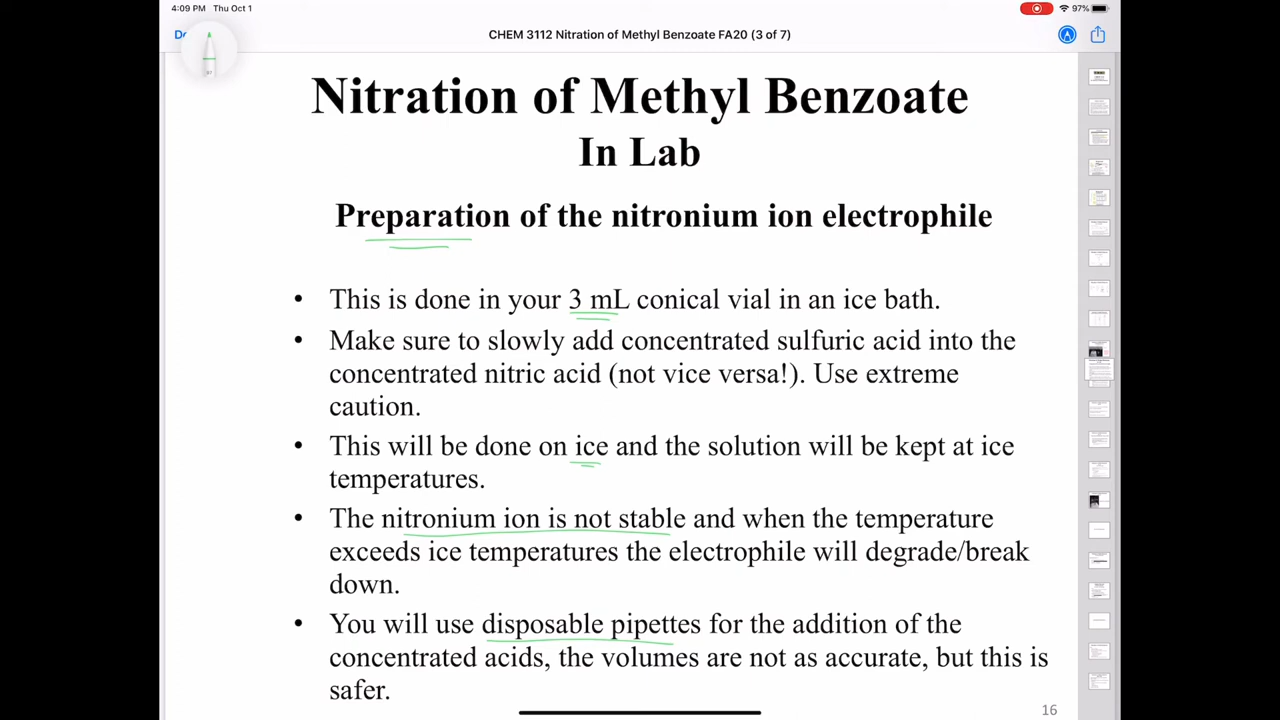 4:09 PM Thu Oct 1
97%
CHEM 3112 Nitration of Methyl Benzoate FA20 (3 of 7)
Nitration of Methyl Benzoate
In Lab
Preparation of the nitronium ion electrophile
• This is done in your 3 mL conical vial in an ice bath.
• Make sure to slowly add concentrated sulfuric acid into the
concentrated nitric acid (not vice versa!). Use extreme
caution.
• This will be done on ice and the solution will be kept at ice
temperatures.
• The nitronium ion is not stable and when the temperature
exceeds ice temperatures the electrophile will degrade/break
down.
• You will use disposable pipettes for the addition of the
concentrated acids, the volumes are not as accurate, but this is
safer.
16